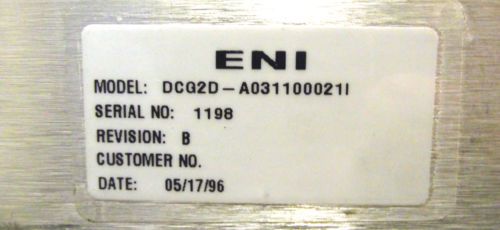 ENI
MODEL: DCG2D-A031100021I
SERIAL NO: 1198
REVISION: B
CUSTOMER NO.
DATE: 05/17/96